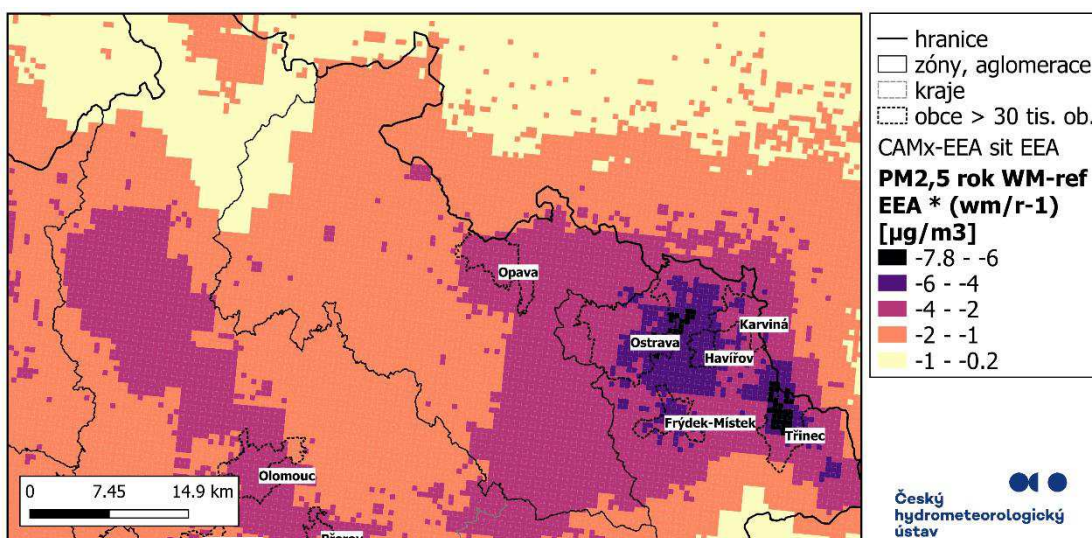 hranice
zóny, aglomerace
kraje
obce > 30 tis. ob.
CAMx-EEA sit EEA
PM2,5 rok WM-ref
EEA * (wm/r-1)
[µg/m3]
-7.8 - -6
-6 - -4
-4 - -2
-2 - -1
-1 - -0.2
Opava
Karviná
Ostrava
Havířov
Frýdek-Místek
Třinec
Olomouc
Přerov
0 7.45 14.9 km
Český
hydrometeorologický
ústav